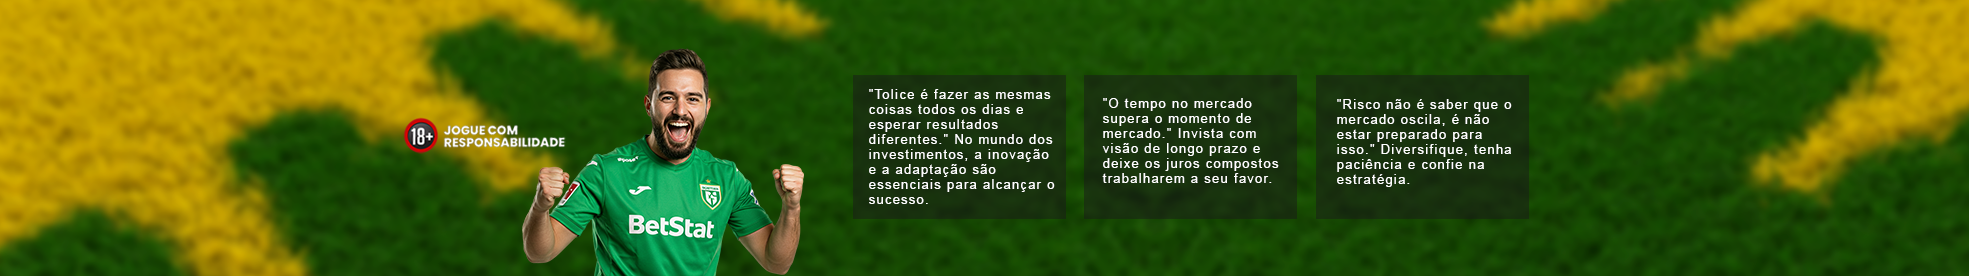 18+
JOGUE COM
RESPONSABILIDADE
BetStat
"Tolice é fazer as mesmas
coisas todos os dias e
esperar resultados
diferentes." No mundo dos
investimentos, a inovação
e a adaptação são
essenciais para alcançar o
sucesso.
"O tempo no mercado
supera o momento de
mercado." Invista com
visão de longo prazo e
deixe os juros compostos
trabalharem a seu favor.
"Risco não é saber que o
mercado oscila, é não
estar preparado para
isso." Diversifique, tenha
paciência e confie na
estratégia.